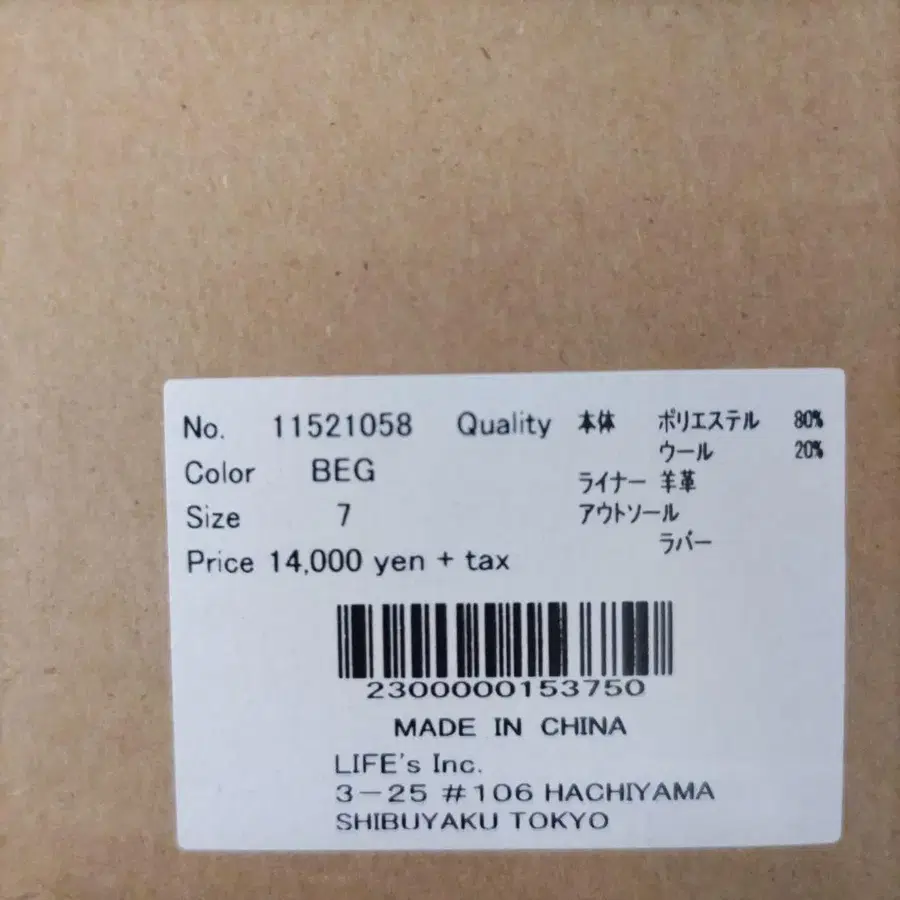 No. 11521058 Quality 本体 ポリエステル 80%
ウール 20%
Color BEG
ライナー 羊革
Size 7
アウトソール
ラバー
Price 14,000 yen + tax
2300000153750
MADE IN CHINA
LIFE's Inc.
3-25 #106 HACHIYAMA
SHIBUYAKU TOKYO